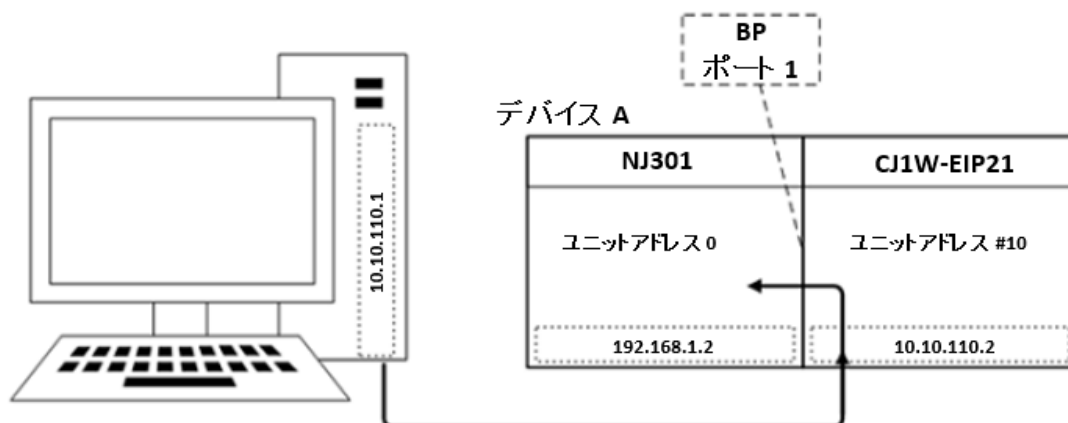 BP
ポート 1
デバイス A
NJ301
CJ1W-EIP21
10.10.110.1
ユニットアドレス 0
ユニットアドレス #10
192.168.1.2
10.10.110.2